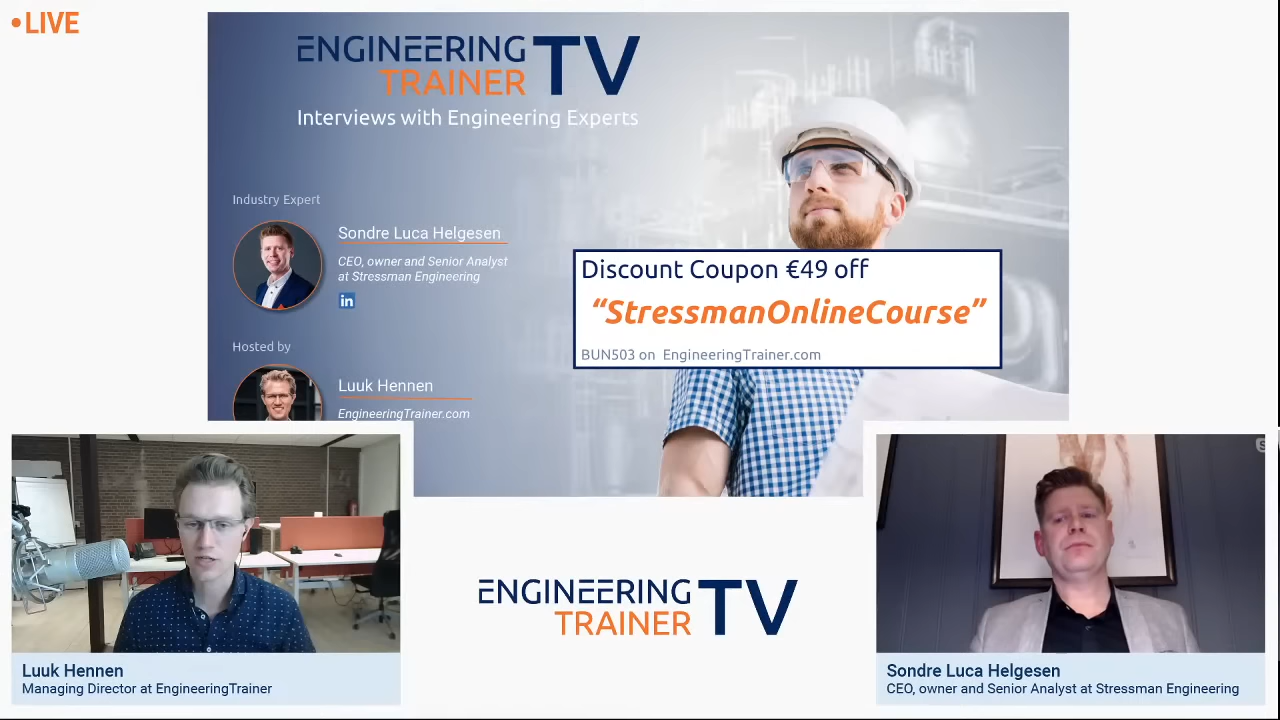 • LIVE
ENGINEERING
TRAINER
TV
Interviews with Engineering Experts
Industry Expert
Sondre Luca Helgesen
CEO, owner and Senior Analyst
at Stressman Engineering
in
Discount Coupon €49 off
“StressmanOnlineCourse”
BUN503 on EngineeringTrainer.com
Hosted by
Luuk Hennen
EngineeringTrainer.com
ENGINEERING
TRAINER
TV
Luuk Hennen
Managing Director at EngineeringTrainer
Sondre Luca Helgesen
CEO, owner and Senior Analyst at Stressman Engineering